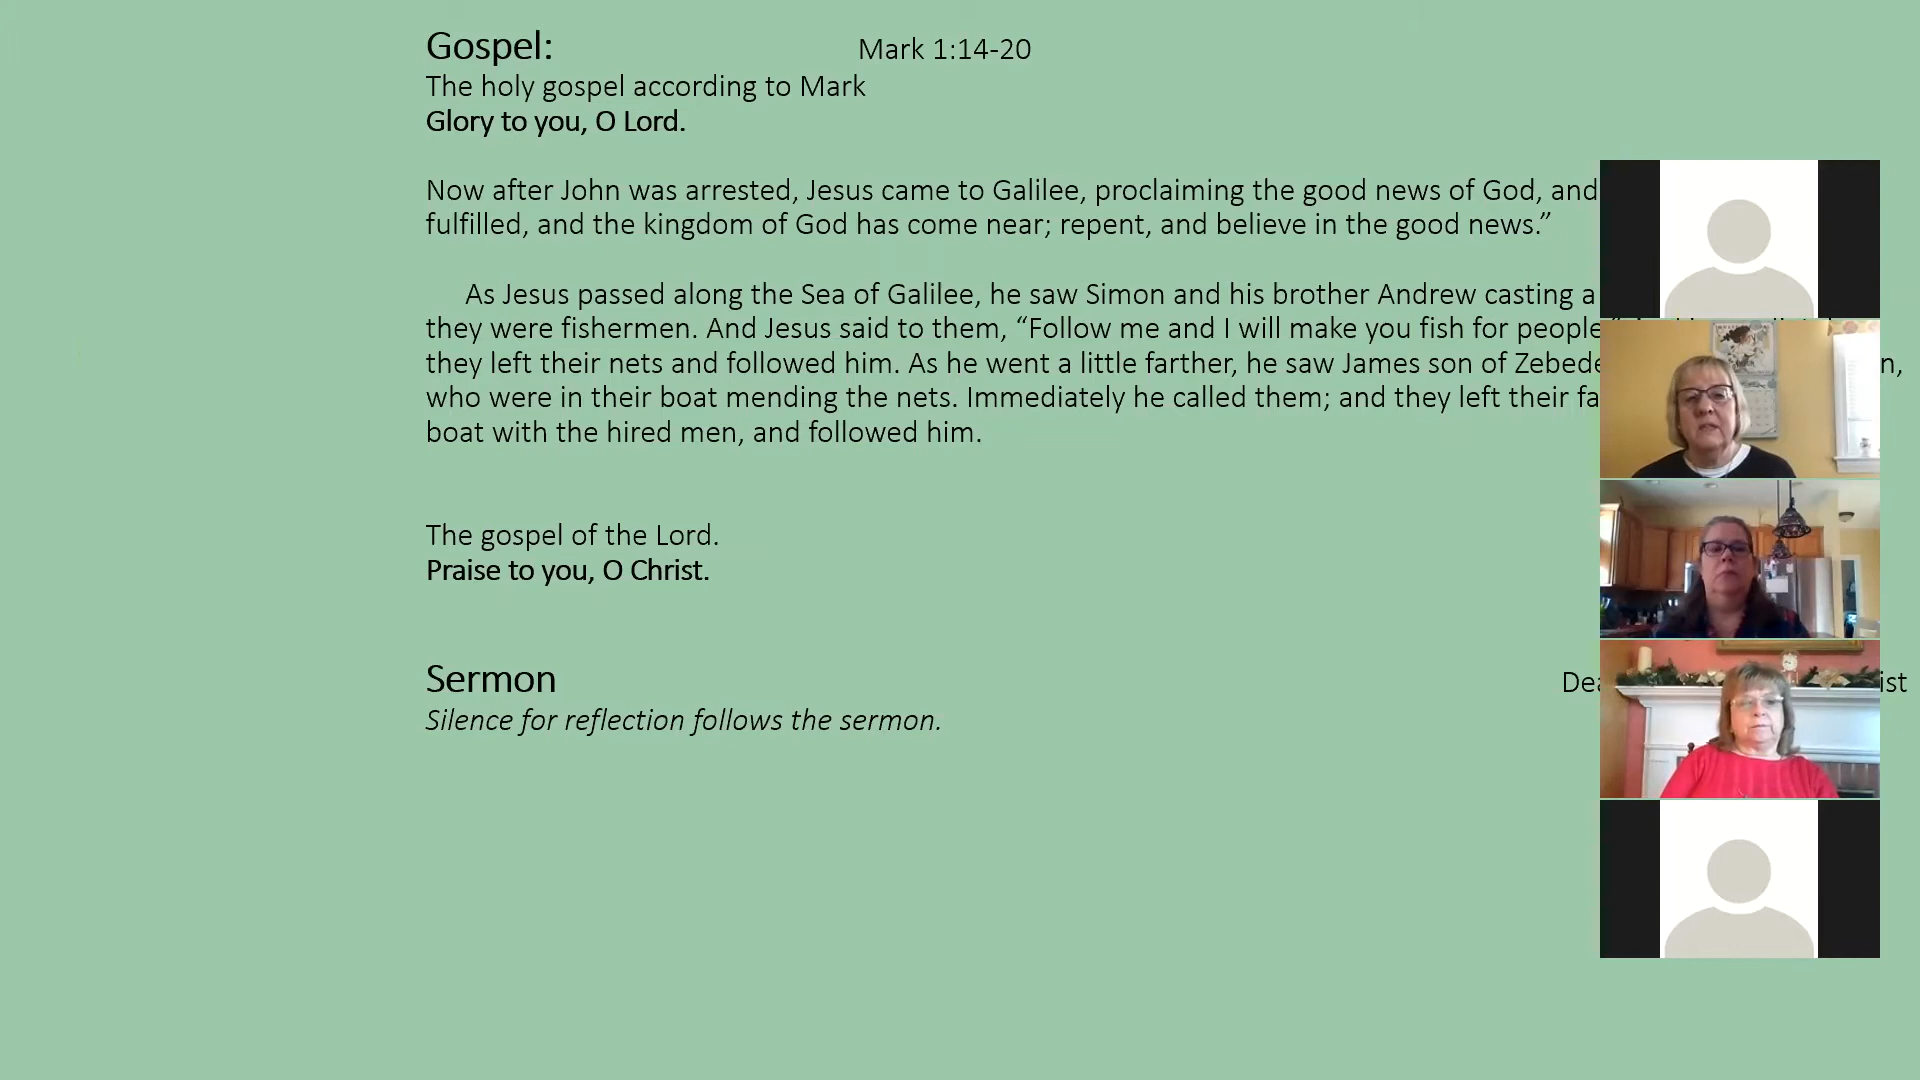 Gospel: Mark 1:14-20
The holy gospel according to Mark
Glory to you, O Lord.
Now after John was arrested, Jesus came to Galilee, proclaiming the good news of God, and
fulfilled, and the kingdom of God has come near; repent, and believe in the good news.”
As Jesus passed along the Sea of Galilee, he saw Simon and his brother Andrew casting a
they were fishermen. And Jesus said to them, “Follow me and I will make you fish for people
they left their nets and followed him. As he went a little farther, he saw James son of
who were in their boat mending the nets. Immediately he called them; and they left their
boat with the hired men, and followed him.
The gospel of the Lord.
Praise to you, O Christ.
Sermon
Silence for reflection follows the sermon.